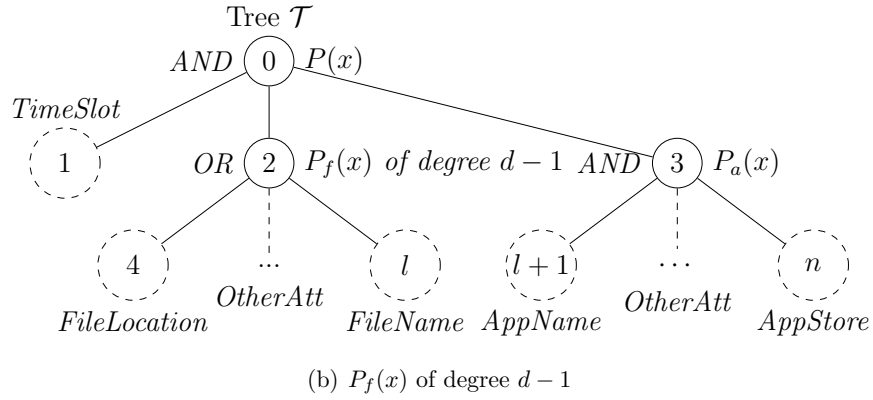 Tree 𝒯
AND 0 P(x)
TimeSlot
1 OR 2 P_f(x) of degree d − 1 AND 3 P_a(x)
4 ... l l + 1 ... n
OtherAtt OtherAtt
FileLocation FileName AppName AppStore
(b) P_f(x) of degree d − 1